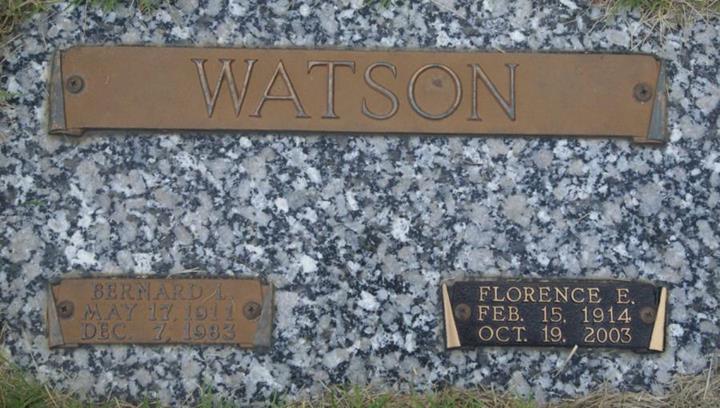 WATSON
BERNARD L.
MAY 17, 1911
DEC. 7, 1983
FLORENCE E.
FEB. 15, 1914
OCT. 19, 2003